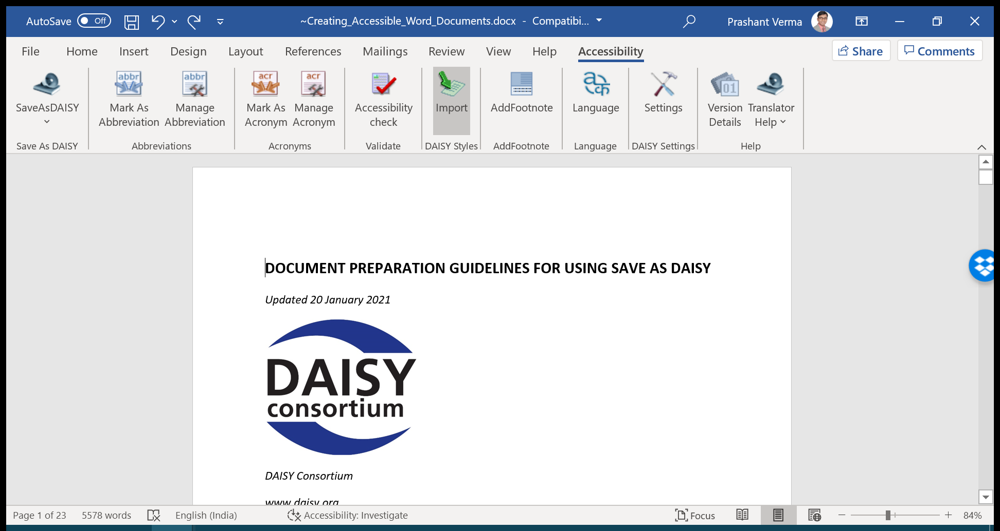 AutoSave Off ~Creating_Accessible_Word_Documents.docx - Compatibi... Prashant Verma
File Home Insert Design Layout References Mailings Review View Help Accessibility Share Comments
abbr abbr acr acr a 01
SaveAsDAISY Mark As Manage Mark As Manage Accessibility Import AddFootnote Language Settings Version Translator
Abbreviation Abbreviation Acronym Acronym check Details Help
Save As DAISY Abbreviations Acronyms Validate DAISY Styles AddFootnote Language DAISY Settings Help
DOCUMENT PREPARATION GUIDELINES FOR USING SAVE AS DAISY
Updated 20 January 2021
DAISY
consortium
DAISY Consortium
www.daisy.org
Page 1 of 23 5578 words English (India) Accessibility: Investigate Focus 84%